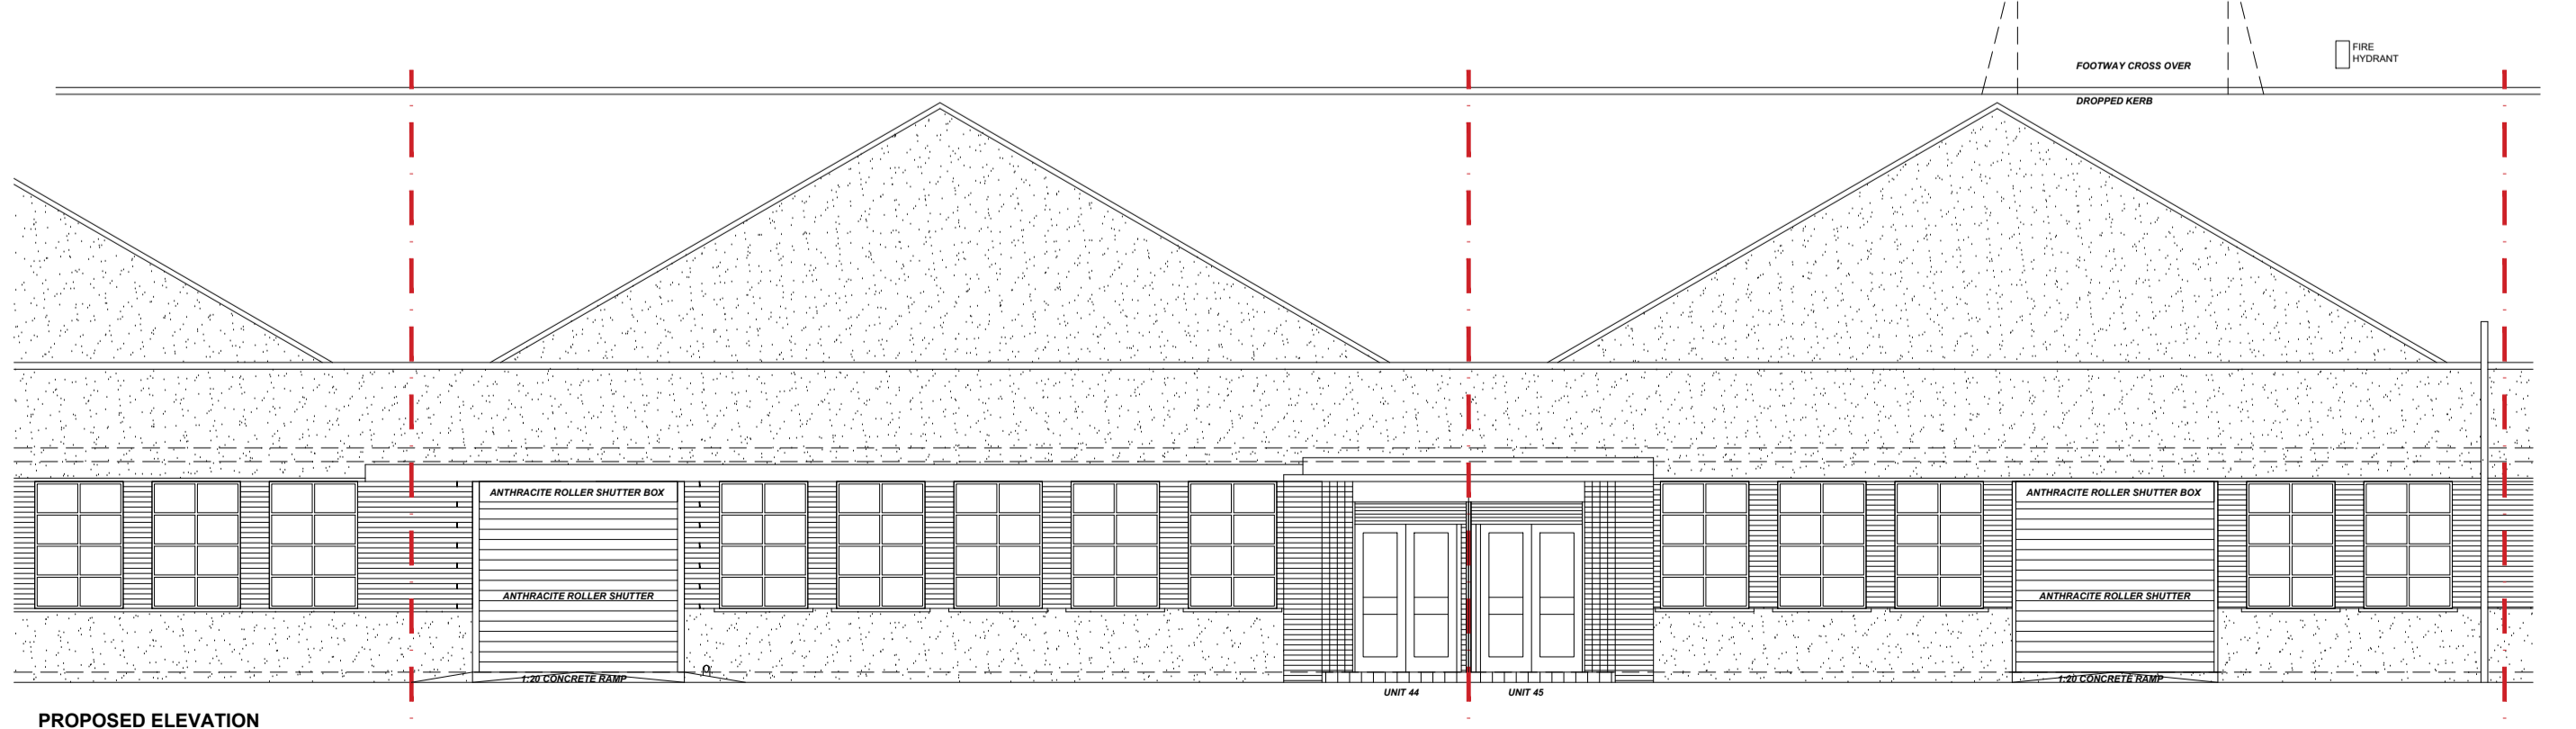 FIRE
HYDRANT
FOOTWAY CROSS OVER
DROPPED KERB
ANTHRACITE ROLLER SHUTTER BOX
ANTHRACITE ROLLER SHUTTER BOX
ANTHRACITE ROLLER SHUTTER
ANTHRACITE ROLLER SHUTTER
1:20 CONCRETE RAMP
1:20 CONCRETE RAMP
UNIT 44
UNIT 45
PROPOSED ELEVATION